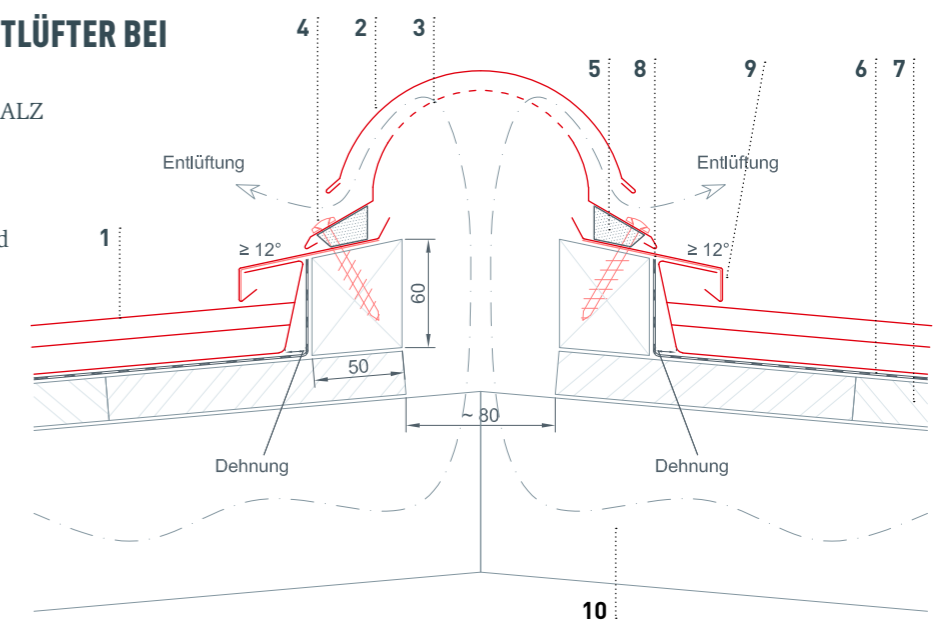 TLÜFTER BEI
4 2 3
5 8 9 6 7
ALZ
Entlüftung Entlüftung
d
1
≥ 12° ≥ 12°
60
50
~ 80
Dehnung Dehnung
10